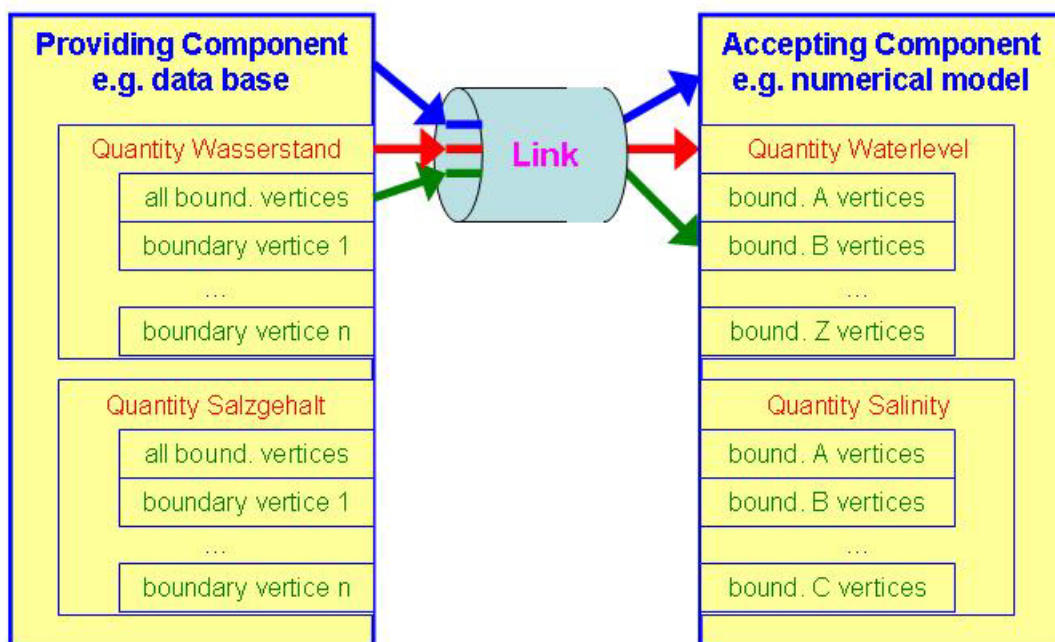 Providing Component
e.g. data base
Quantity Wasserstand
all bound. vertices
boundary vertice 1
...
boundary vertice n
Quantity Salzgehalt
all bound. vertices
boundary vertice 1
...
boundary vertice n
Link
Accepting Component
e.g. numerical model
Quantity Waterlevel
bound. A vertices
bound. B vertices
...
bound. Z vertices
Quantity Salinity
bound. A vertices
bound. B vertices
...
bound. C vertices